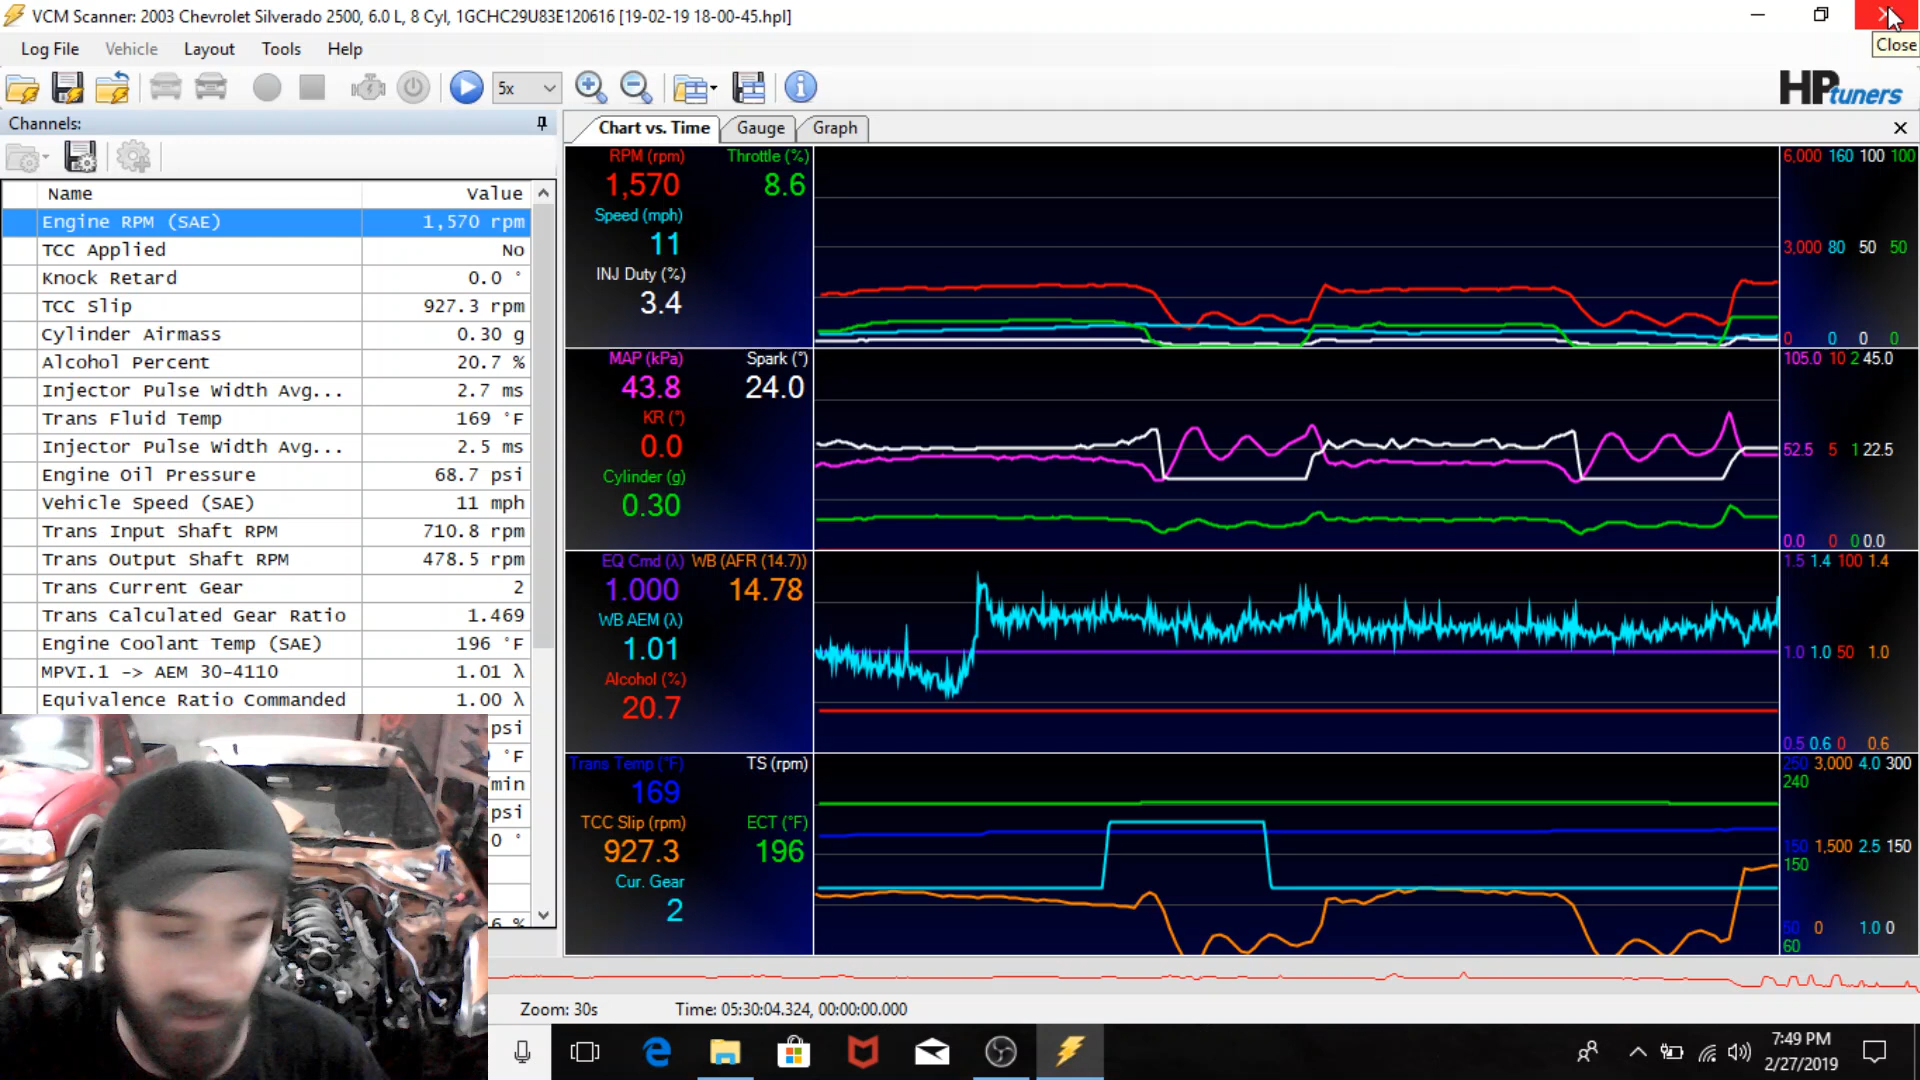 VCM Scanner: 2003 Chevrolet Silverado 2500, 6.0 L, 8 Cyl, 1GCHC29U83E120616 [19-02-19 18-00-45.hpl]
Close
Log File Vehicle Layout Tools Help
5x
HPtuners
Channels:
Chart vs. Time Gauge Graph
Name Value
Engine RPM (SAE) 1,570 rpm
TCC Applied No
Knock Retard 0.0 °
TCC Slip 927.3 rpm
Cylinder Airmass 0.30 g
Alcohol Percent 20.7 %
Injector Pulse Width Avg... 2.7 ms
Trans Fluid Temp 169 °F
Injector Pulse Width Avg... 2.5 ms
Engine Oil Pressure 68.7 psi
Vehicle Speed (SAE) 11 mph
Trans Input Shaft RPM 710.8 rpm
Trans Output Shaft RPM 478.5 rpm
Trans Current Gear 2
Trans Calculated Gear Ratio 1.469
Engine Coolant Temp (SAE) 196 °F
MPVI.1 -> AEM 30-4110 1.01 λ
Equivalence Ratio Commanded 1.00 λ
psi
°F
min
psi
0 °
RPM (rpm) Throttle (%)
1,570 8.6
Speed (mph)
11
INJ Duty (%)
3.4
6,000 160 100 100
3,000 80 50 50
0 0 0 0
MAP (kPa) Spark (°)
43.8 24.0
KR (°)
0.0
Cylinder (g)
0.30
105.0 10 2 45.0
52.5 5 1 22.5
0.0 0 0 0.0
EQ Cmd (λ) WB (AFR (14.7))
1.000 14.78
WB AEM (λ)
1.01
Alcohol (%)
20.7
1.5 1.4 100 1.4
1.0 1.0 50 1.0
0.5 0.6 0 0.6
Trans Temp (°F) TS (rpm)
169
TCC Slip (rpm) ECT (°F)
927.3 196
Cur. Gear
2
250 3,000 4.0 300
240
150 1,500 2.5 150
150
50 0 1.0 0
60
Zoom: 30s Time: 05:30:04.324, 00:00:00.000
7:49 PM
2/27/2019